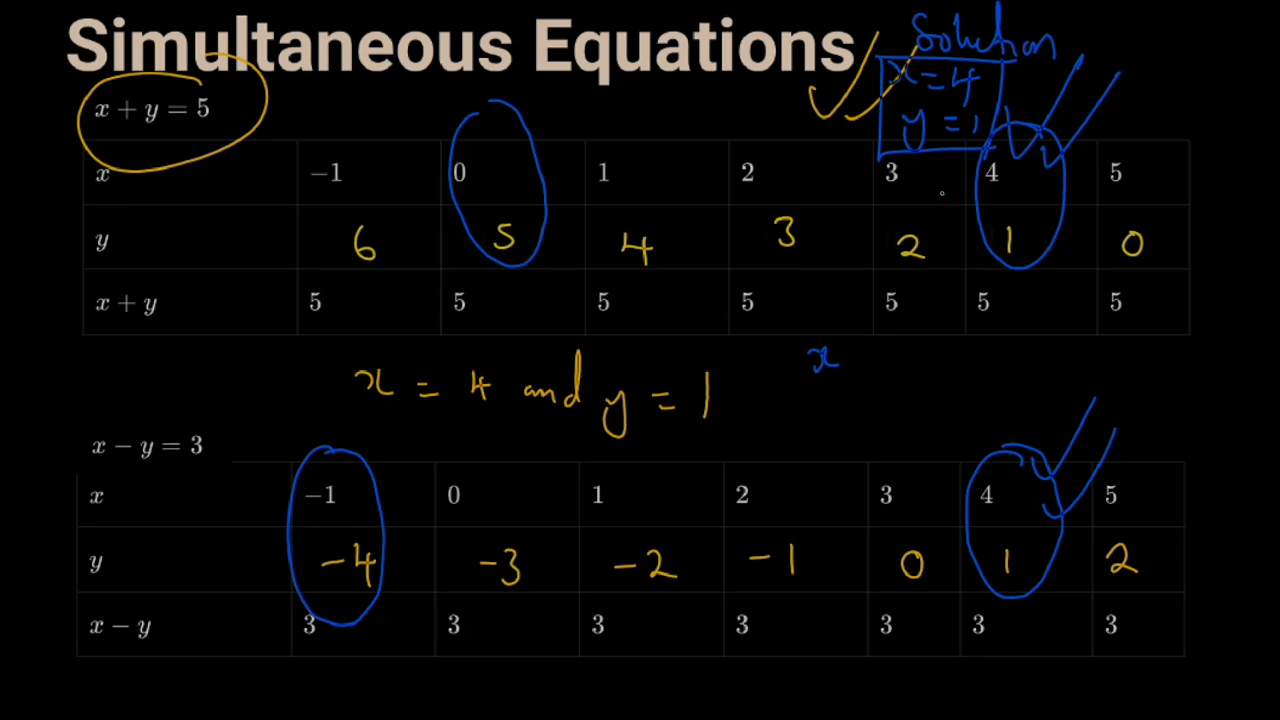 Simultaneous Equations
Solution
x = 4
y = 1
x + y = 5
x −1 0 1 2 3 4 5
y 6 5 4 3 2 1 0
x + y 5 5 5 5 5 5 5
x
x = 4 and y = 1
x − y = 3
x −1 0 1 2 3 4 5
y −4 −3 −2 −1 0 1 2
x − y 3 3 3 3 3 3 3